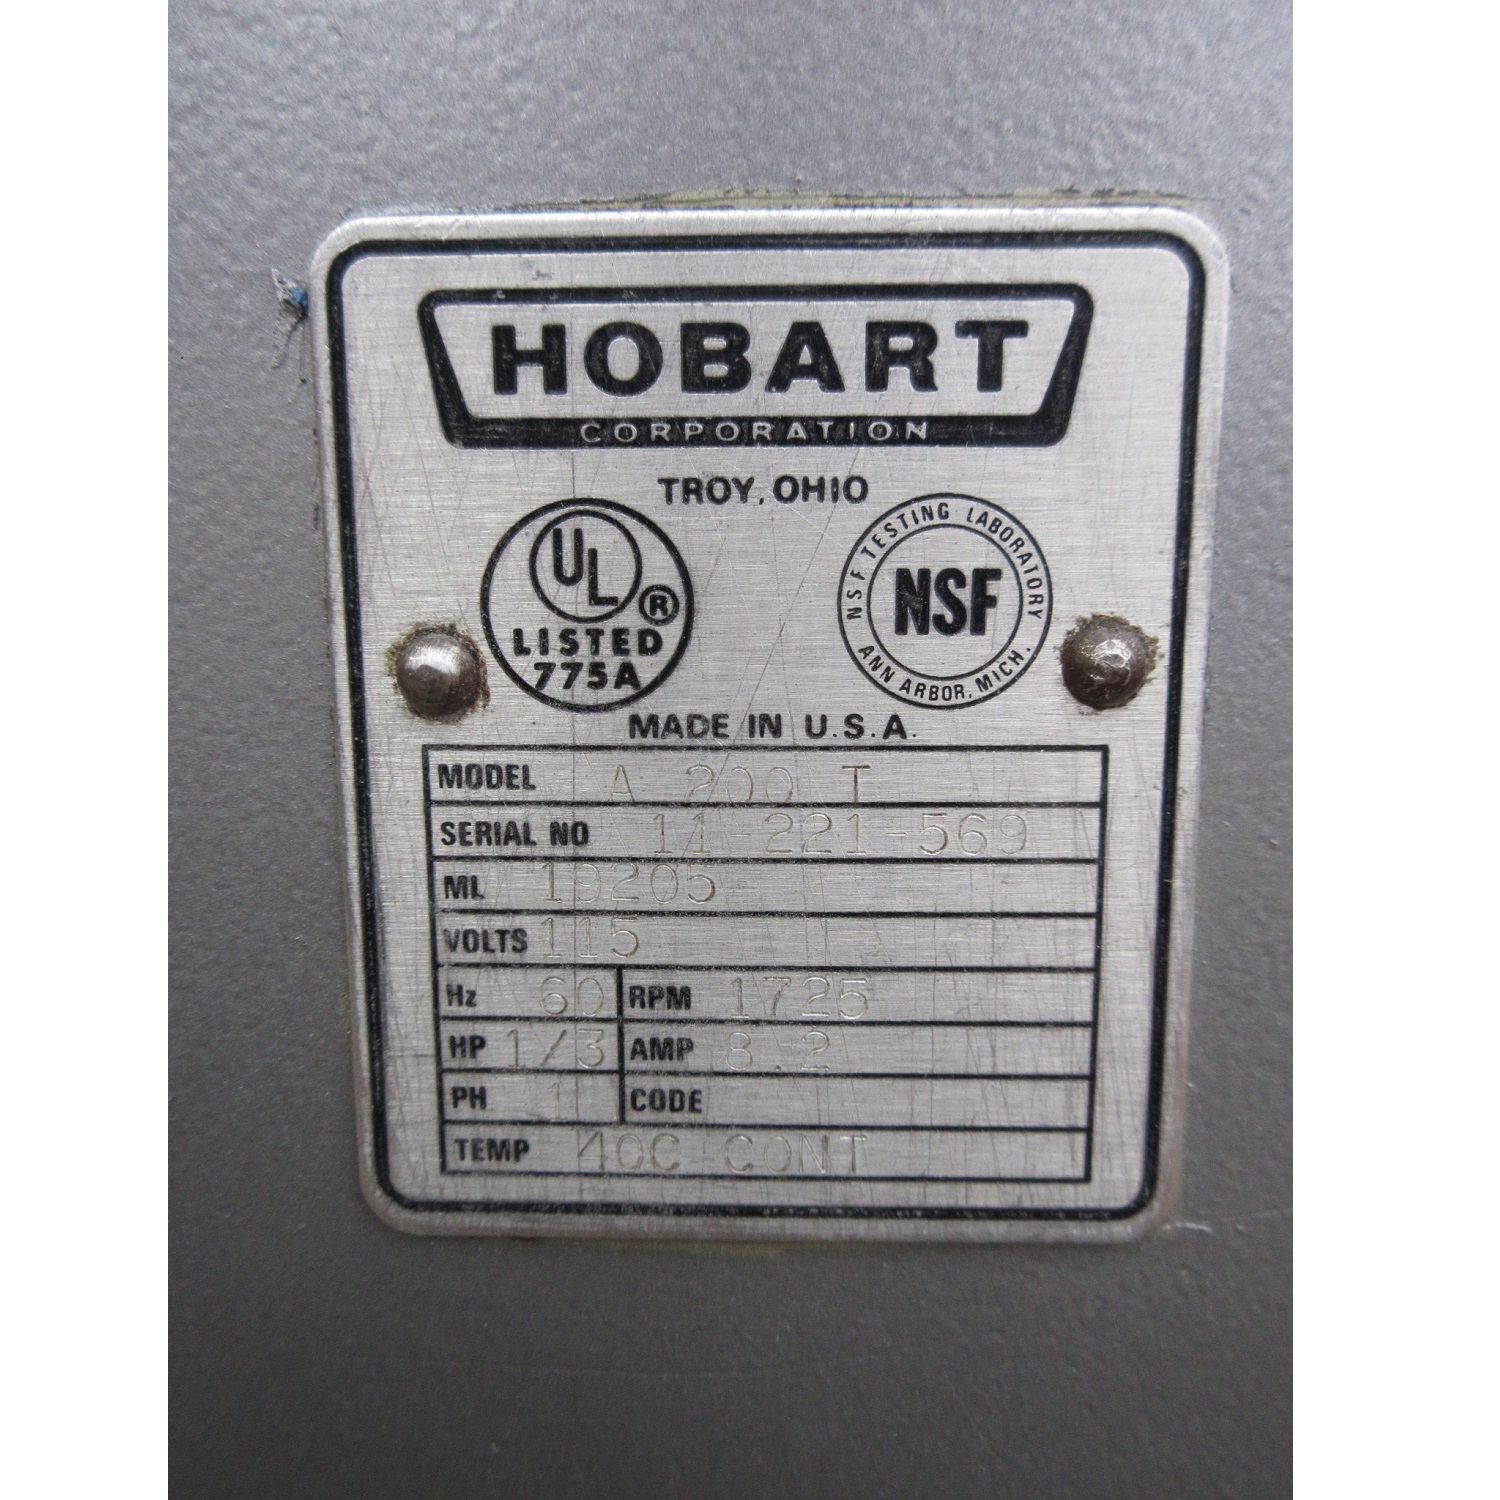 HOBART
CORPORATION
TROY, OHIO
UL ®
LISTED
775A
NSF TESTING LABORATORY
NSF
ANN ARBOR, MICH.
MADE IN U.S.A.
MODEL A 200 T
SERIAL NO 11-221-569
ML 19205
VOLTS 115
Hz 60 RPM 1725
HP 1/3 AMP 8.2
PH 1 CODE
TEMP 40C CONT